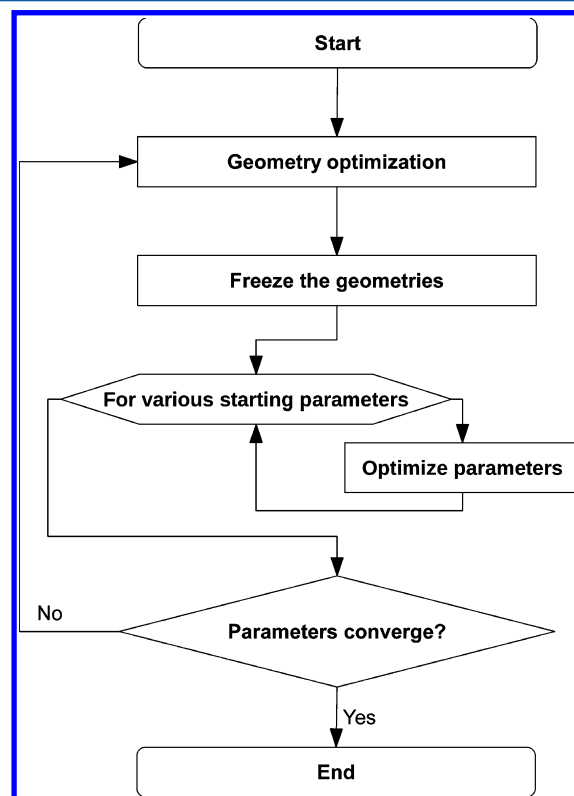 Start
Geometry optimization
Freeze the geometries
For various starting parameters
Optimize parameters
No
Parameters converge?
Yes
End